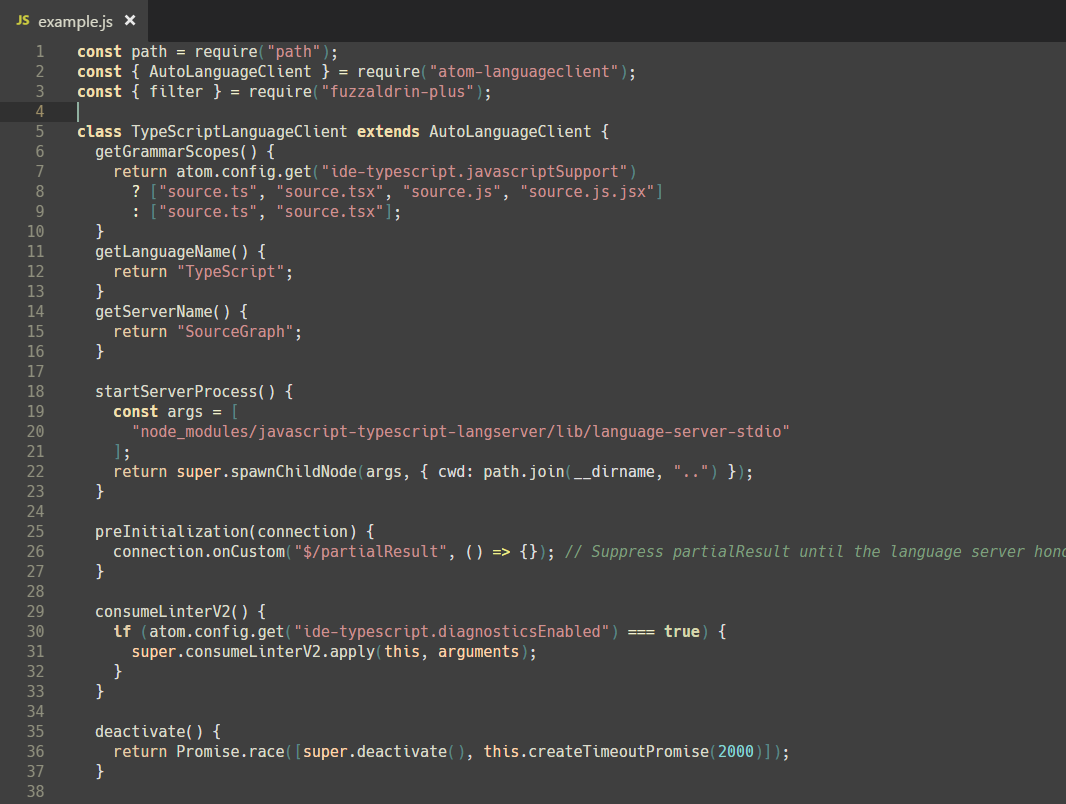 JS example.js ×
1 const path = require("path");
2 const { AutoLanguageClient } = require("atom-languageclient");
3 const { filter } = require("fuzzaldrin-plus");
4
5 class TypeScriptLanguageClient extends AutoLanguageClient {
6   getGrammarScopes() {
7     return atom.config.get("ide-typescript.javascriptSupport")
8       ? ["source.ts", "source.tsx", "source.js", "source.js.jsx"]
9       : ["source.ts", "source.tsx"];
10   }
11   getLanguageName() {
12     return "TypeScript";
13   }
14   getServerName() {
15     return "SourceGraph";
16   }
17
18   startServerProcess() {
19     const args = [
20       "node_modules/javascript-typescript-langserver/lib/language-server-stdio"
21     ];
22     return super.spawnChildNode(args, { cwd: path.join(__dirname, "..") });
23   }
24
25   preInitialization(connection) {
26     connection.onCustom("$/partialResult", () => {}); // Suppress partialResult until the language server
27   }
28
29   consumeLinterV2() {
30     if (atom.config.get("ide-typescript.diagnosticsEnabled") === true) {
31       super.consumeLinterV2.apply(this, arguments);
32     }
33   }
34
35   deactivate() {
36     return Promise.race([super.deactivate(), this.createTimeoutPromise(2000)]);
37   }
38